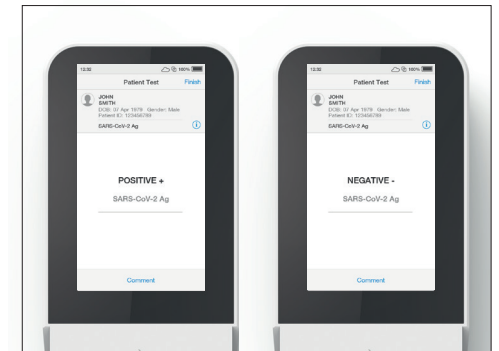 12:32 100%
Patient Test Finish
JOHN
SMITH
DOB: 07 Apr 1979 Gender: Male
Patient ID: 123456789
SARS-CoV-2 Ag
POSITIVE +
SARS-CoV-2 Ag
Comment
12:32 100%
Patient Test Finish
JOHN
SMITH
DOB: 07 Apr 1979 Gender: Male
Patient ID: 123456789
SARS-CoV-2 Ag
NEGATIVE -
SARS-CoV-2 Ag
Comment